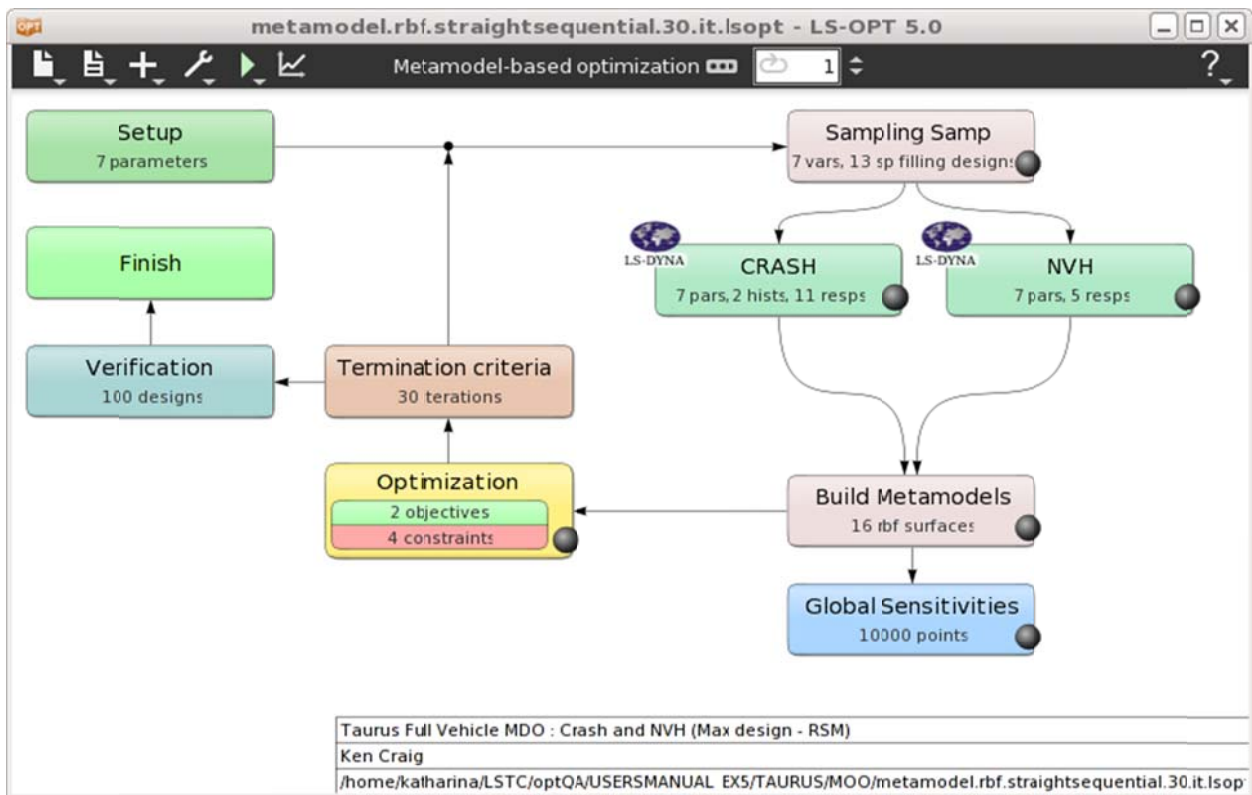 OPT
metamodel.rbf.straightsequential.30.it.lsopt - LS-OPT 5.0
Metamodel-based optimization
1
?
Setup
7 parameters
Sampling Samp
7 vars, 13 sp filling designs
Finish
LS-DYNA
CRASH
7 pars, 2 hists, 11 resps
LS-DYNA
NVH
7 pars, 5 resps
Verification
100 designs
Termination criteria
30 terations
Optimization
2 objectives
4 constraints
Build Metamodels
16 rbf surfaces
Global Sensitivities
10000 points
Taurus Full Vehicle MDO : Crash and NVH (Max design - RSM)
Ken Craig
/home/katharina/LSTC/optQA/USERSMANUAL_EX5/TAURUS/MOO/metamodel.rbf.straightsequential.30.it.lsop